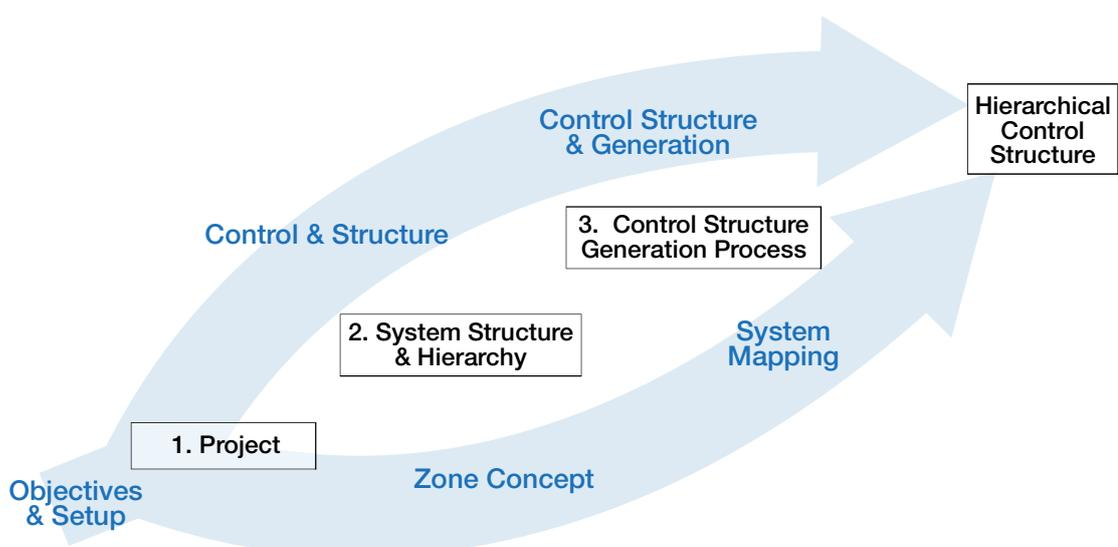 Control Structure
& Generation
Hierarchical
Control
Structure
Control & Structure
3. Control Structure
Generation Process
2. System Structure
& Hierarchy
System
Mapping
1. Project
Zone Concept
Objectives
& Setup